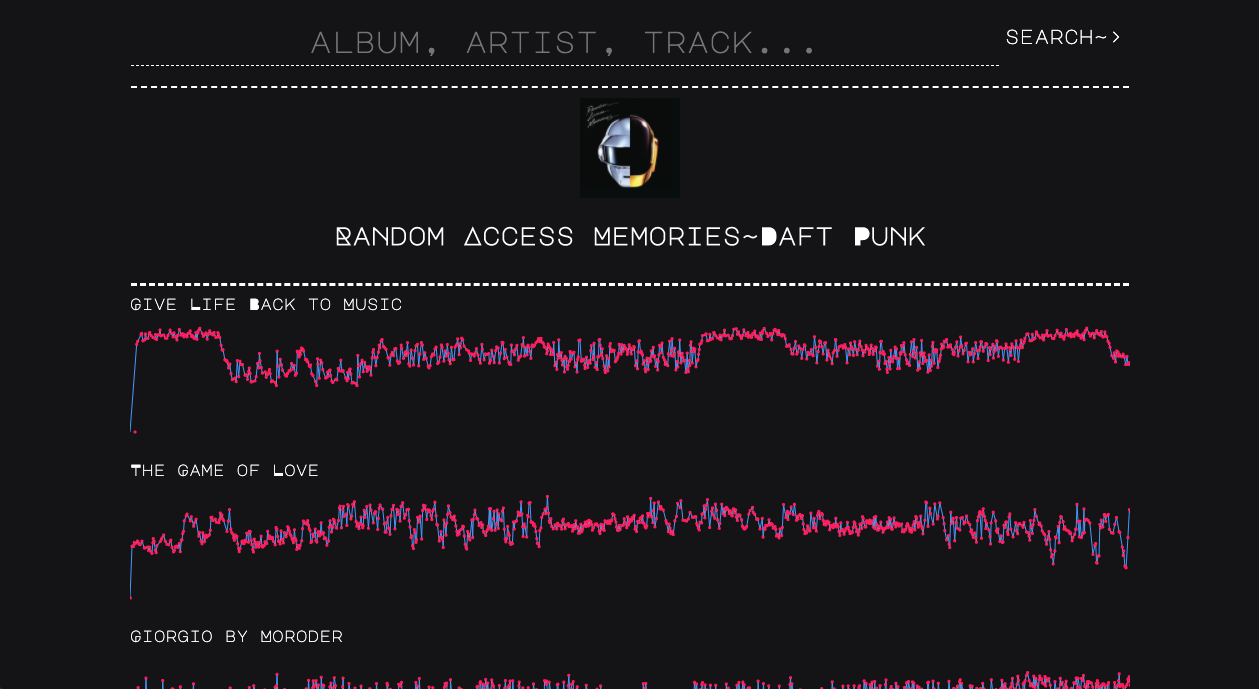 ALBUM, ARTIST, TRACK...
SEARCH~>
RANDOM ACCESS MEMORIES~DAFT PUNK
GIVE LIFE BACK TO MUSIC
THE GAME OF LOVE
GIORGIO BY MORODER